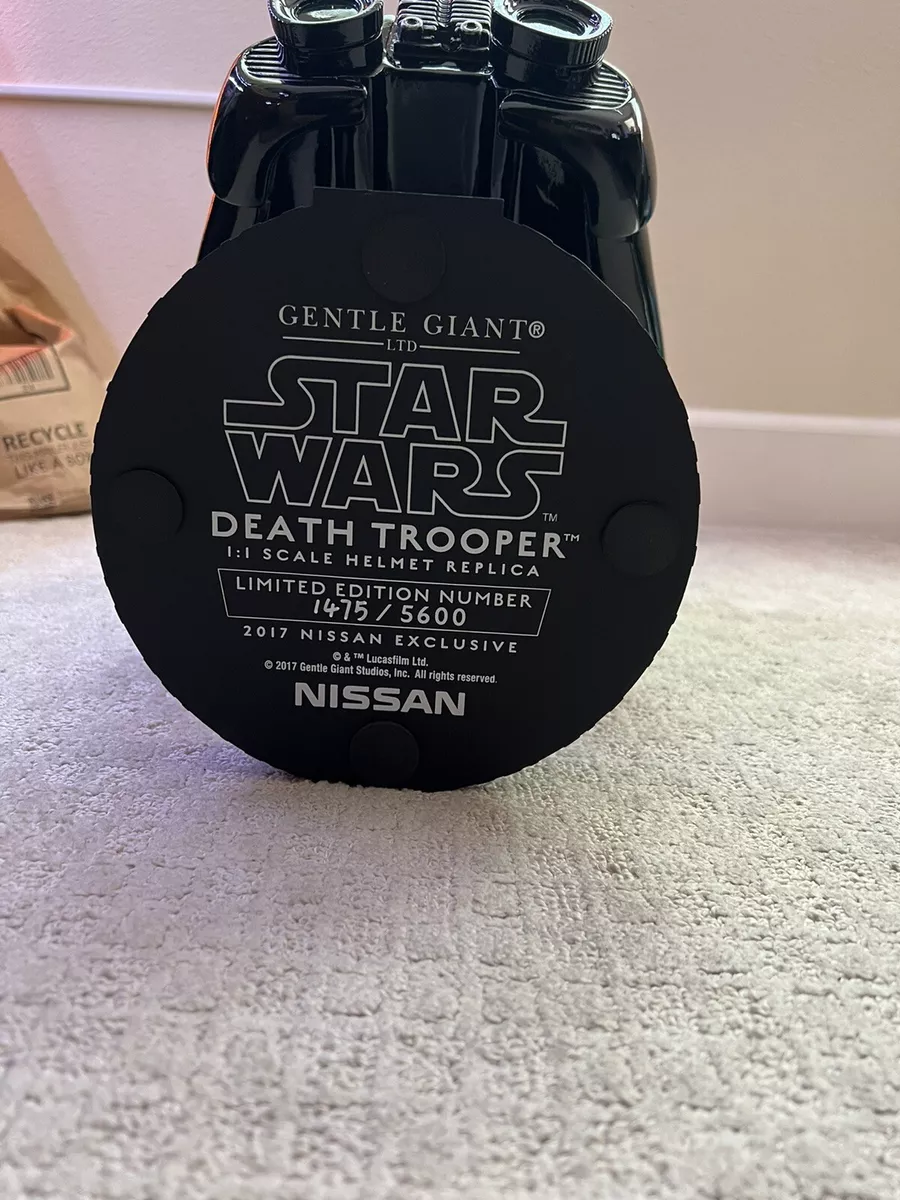 GENTLE GIANT®
LTD
STAR
WARS™
DEATH TROOPER™
1:1 SCALE HELMET REPLICA
LIMITED EDITION NUMBER
1475/5600
2017 NISSAN EXCLUSIVE
© & ™ Lucasfilm Ltd.
© 2017 Gentle Giant Studios, Inc. All rights reserved.
NISSAN
RECYCLE
LIKE A